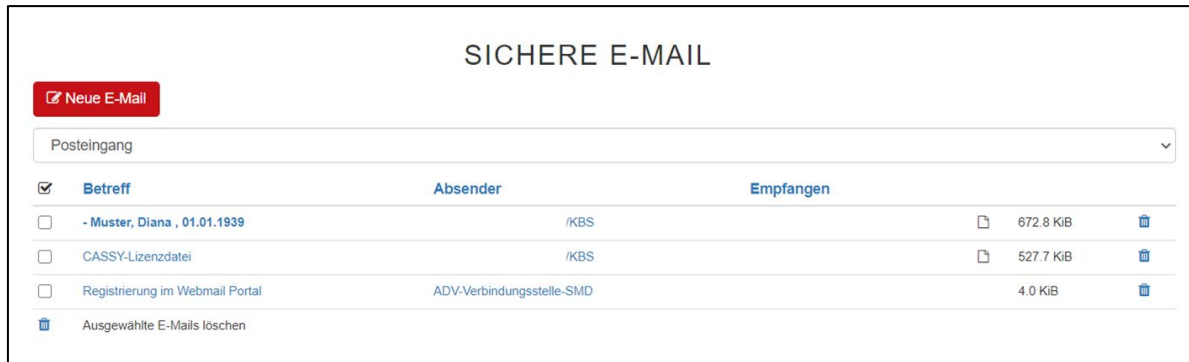 SICHERE E-MAIL
Neue E-Mail
Posteingang
Betreff Absender Empfangen
- Muster, Diana , 01.01.1939 /KBS 672.8 KiB
CASSY-Lizenzdatei /KBS 527.7 KiB
Registrierung im Webmail Portal ADV-Verbindungsstelle-SMD 4.0 KiB
Ausgewählte E-Mails löschen